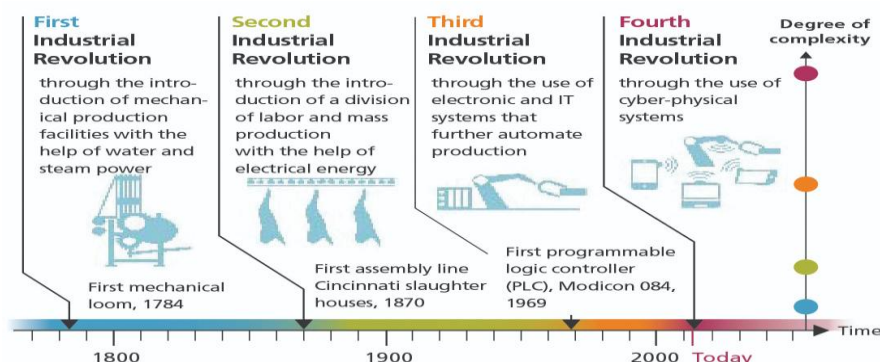 First
Industrial
Revolution
through the intro-
duction of mechan-
ical production
facilities with the
help of water and
steam power
First mechanical
loom, 1784
Second
Industrial
Revolution
through the intro-
duction of a division
of labor and mass
production
with the help of
electrical energy
First assembly line
Cincinnati slaughter
houses, 1870
Third
Industrial
Revolution
through the use of
electronic and IT
systems that
further automate
production
First programmable
logic controller
(PLC), Modicon 084,
1969
Fourth
Industrial
Revolution
through the use of
cyber-physical
systems
Degree of
complexity
Time
1800
1900
2000
Today